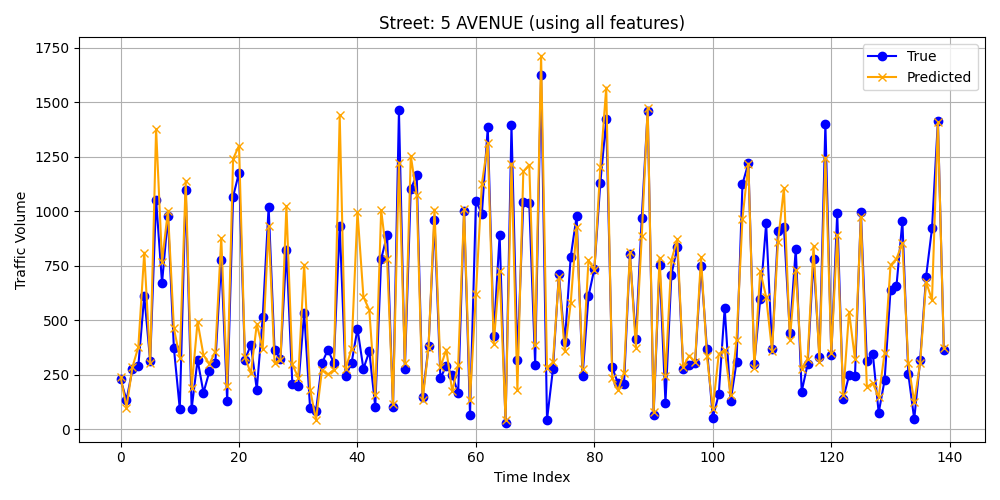 Street: 5 AVENUE (using all features)
True
Predicted
Traffic Volume
1750
1500
1250
1000
750
500
250
0
0 20 40 60 80 100 120 140
Time Index